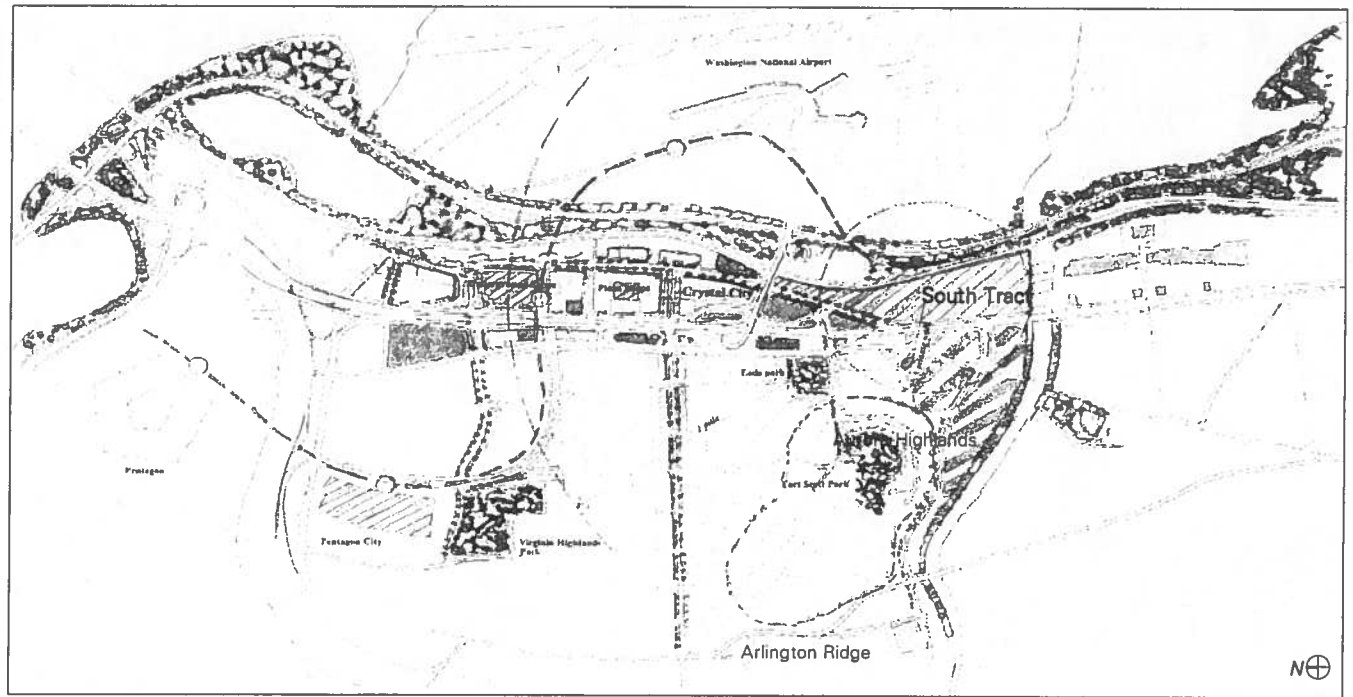 Washington National Airport
Crystal City
South Tract
Eads park
Aurora Highlands
Pentagon
Fort Scott Park
Pentagon City
Virginia Highlands
Park
Arlington Ridge
N